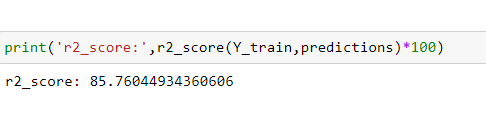 print('r2_score:',r2_score(Y_train,predictions)*100)
r2_score: 85.76044934360606